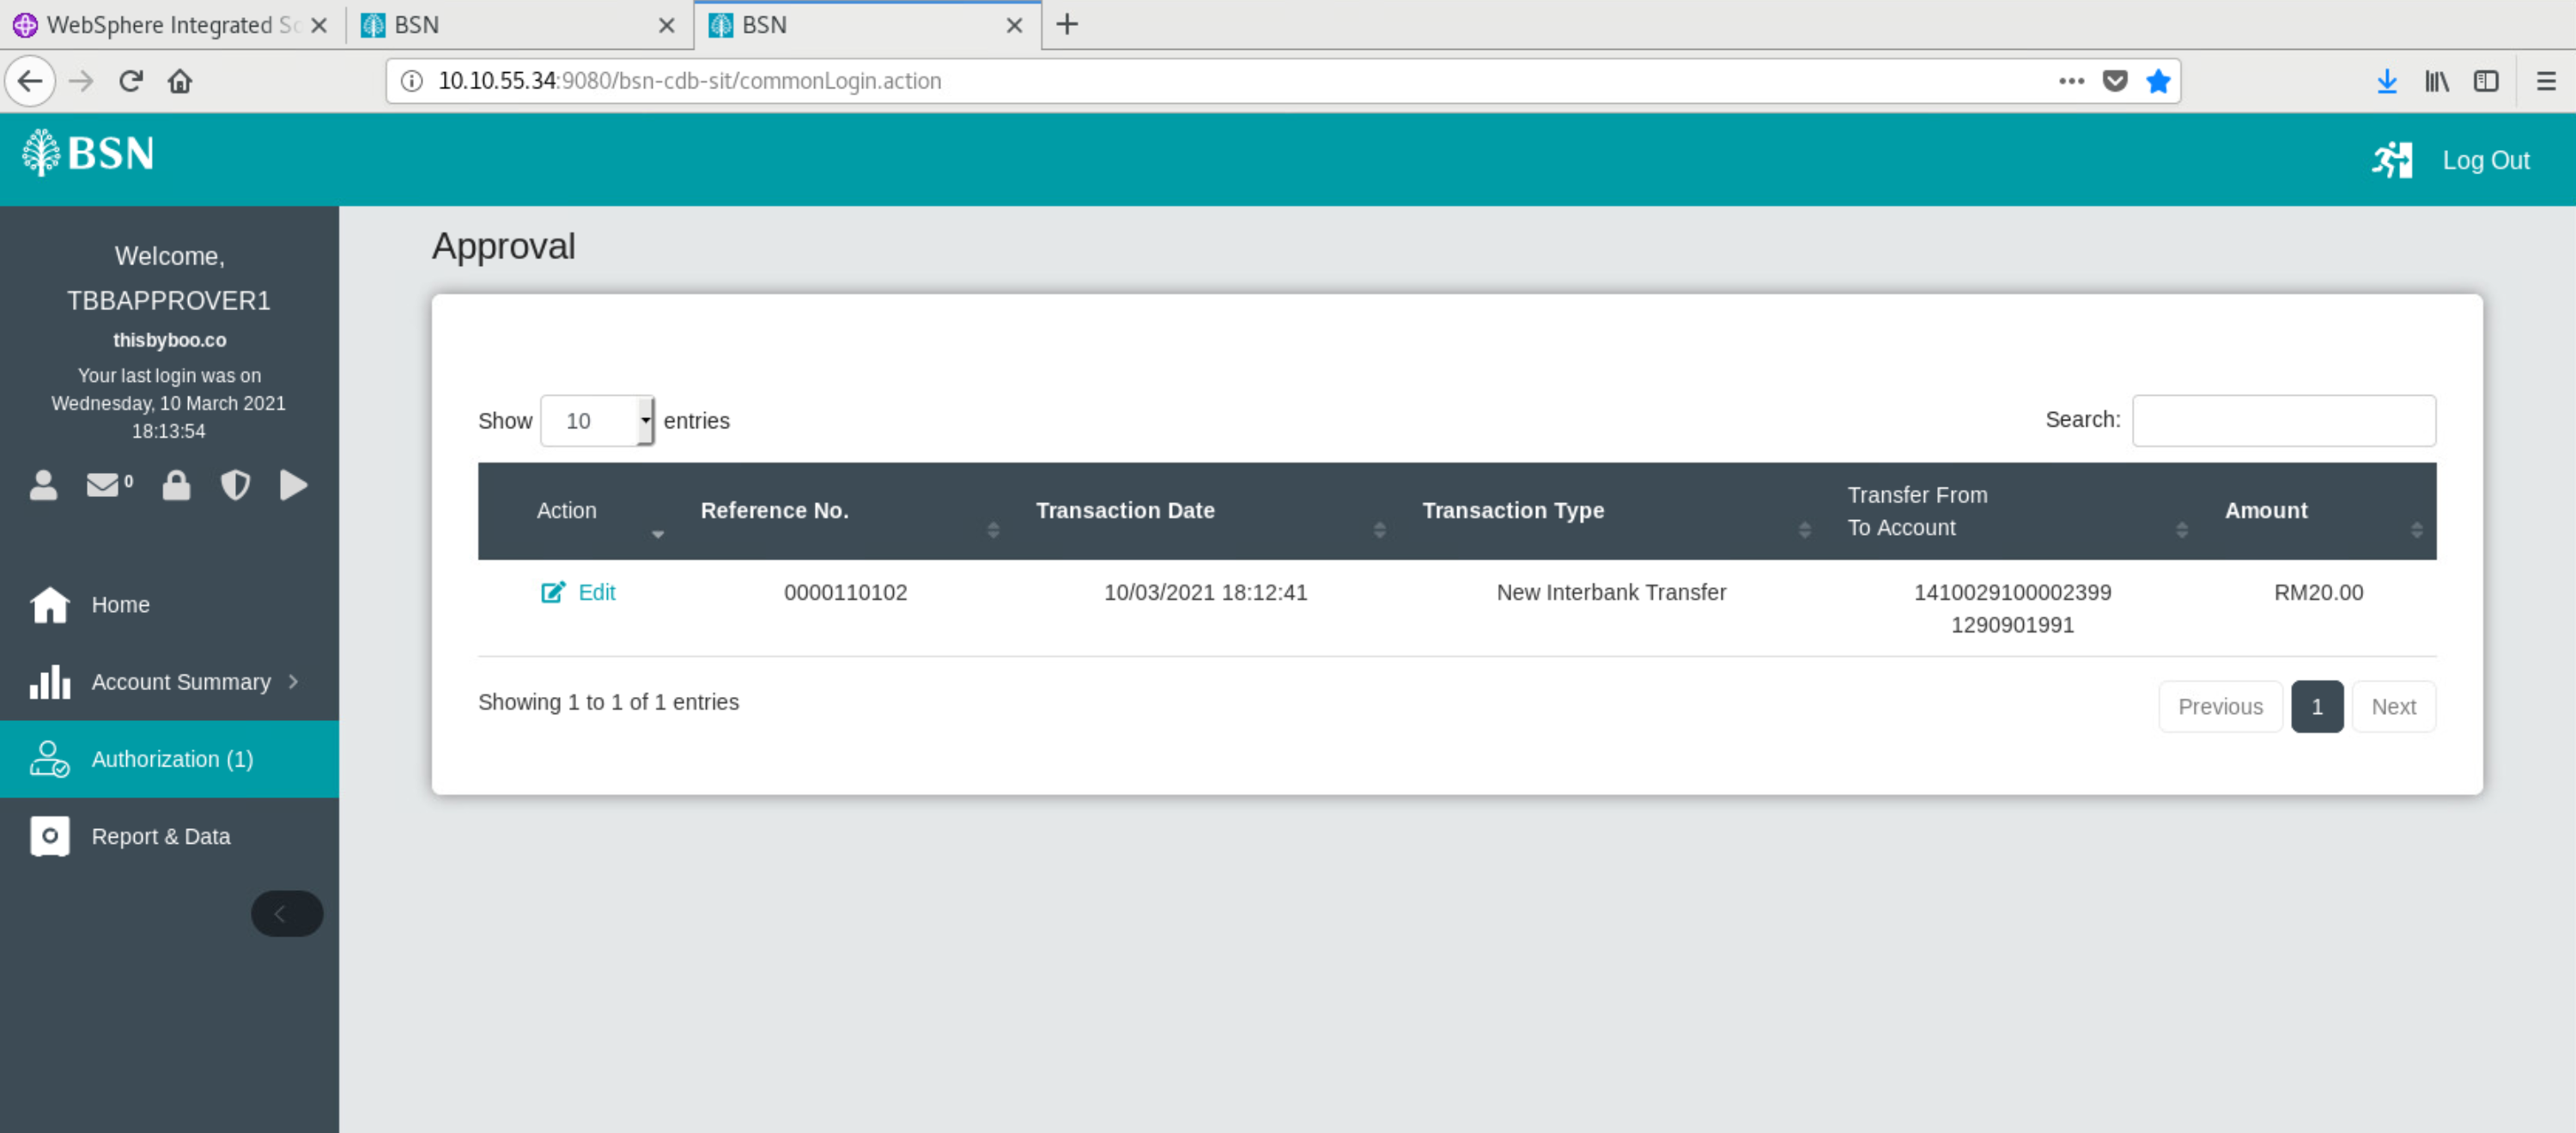 WebSphere Integrated So
BSN
BSN
10.10.55.34:9080/bsn-cdb-sit/commonLogin.action
BSN
Log Out
Welcome,
TBBAPPROVER1
thisbyboo.co
Your last login was on
Wednesday, 10 March 2021
18:13:54
0
Home
Account Summary
Authorization (1)
Report & Data
Approval
Show 10 entries
Search:
Action Reference No. Transaction Date Transaction Type Transfer From To Account Amount
Edit 0000110102 10/03/2021 18:12:41 New Interbank Transfer 1410029100002399 RM20.00
1290901991
Showing 1 to 1 of 1 entries
Previous 1 Next